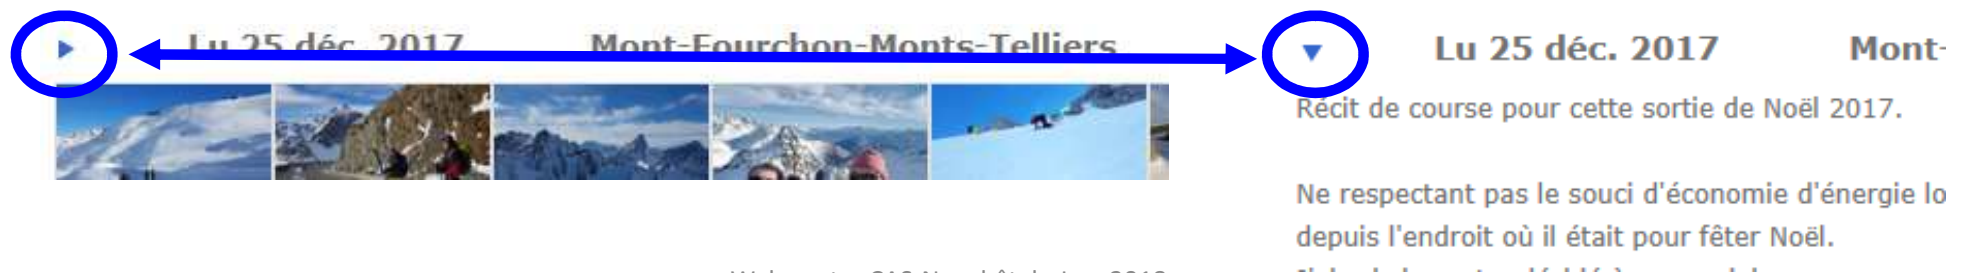 Lu 25 déc. 2017 Mont-Fourchon-Monts-Telliers
Lu 25 déc. 2017 Mont-
Récit de course pour cette sortie de Noël 2017.
Ne respectant pas le souci d'économie d'énergie lo
depuis l'endroit où il était pour fêter Noël.